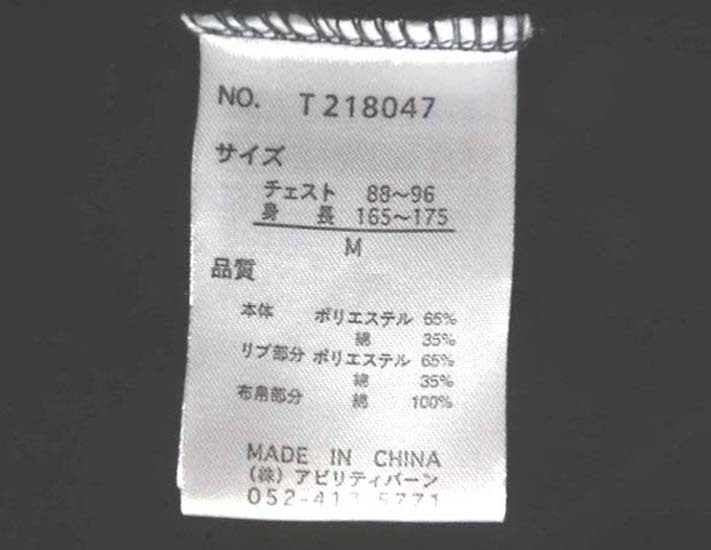 NO. T218047
サイズ
チェスト 88〜96
身長 165〜175
M
品質
本体 ポリエステル 65%
綿 35%
リブ部分 ポリエステル 65%
綿 35%
布帛部分 綿 100%
MADE IN CHINA
(株) アビリティバーン
052-413-5771